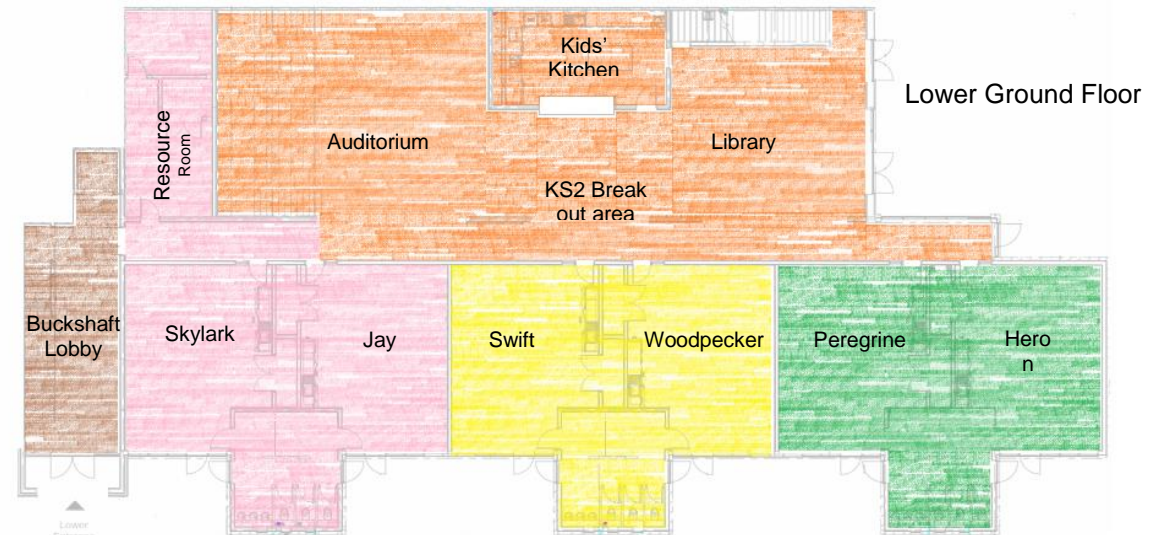 Kids'
Kitchen
Lower Ground Floor
Auditorium
Library
Resource
Room
KS2 Break
out area
Buckshaft
Lobby
Skylark
Jay
Swift
Woodpecker
Peregrine
Hero
n
Lower